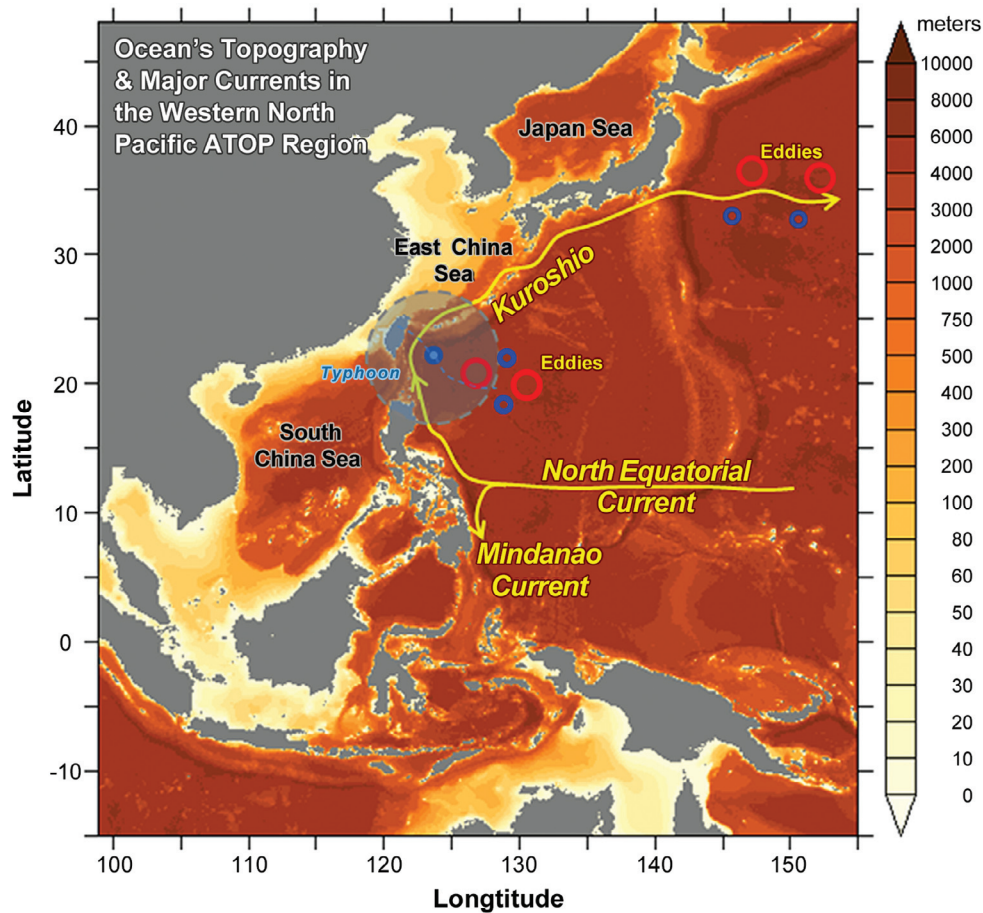 Ocean's Topography
& Major Currents in
the Western North
Pacific ATOP Region
meters
10000
8000
6000
4000
3000
2000
1000
750
500
400
300
200
100
80
60
50
40
30
20
10
0
Japan Sea
Eddies
East China
Sea
Kuroshio
Typhoon
Eddies
South
China Sea
North Equatorial
Current
Mindanao
Current
Latitude
40
30
20
10
0
-10
100
110
120
130
140
150
Longtitude